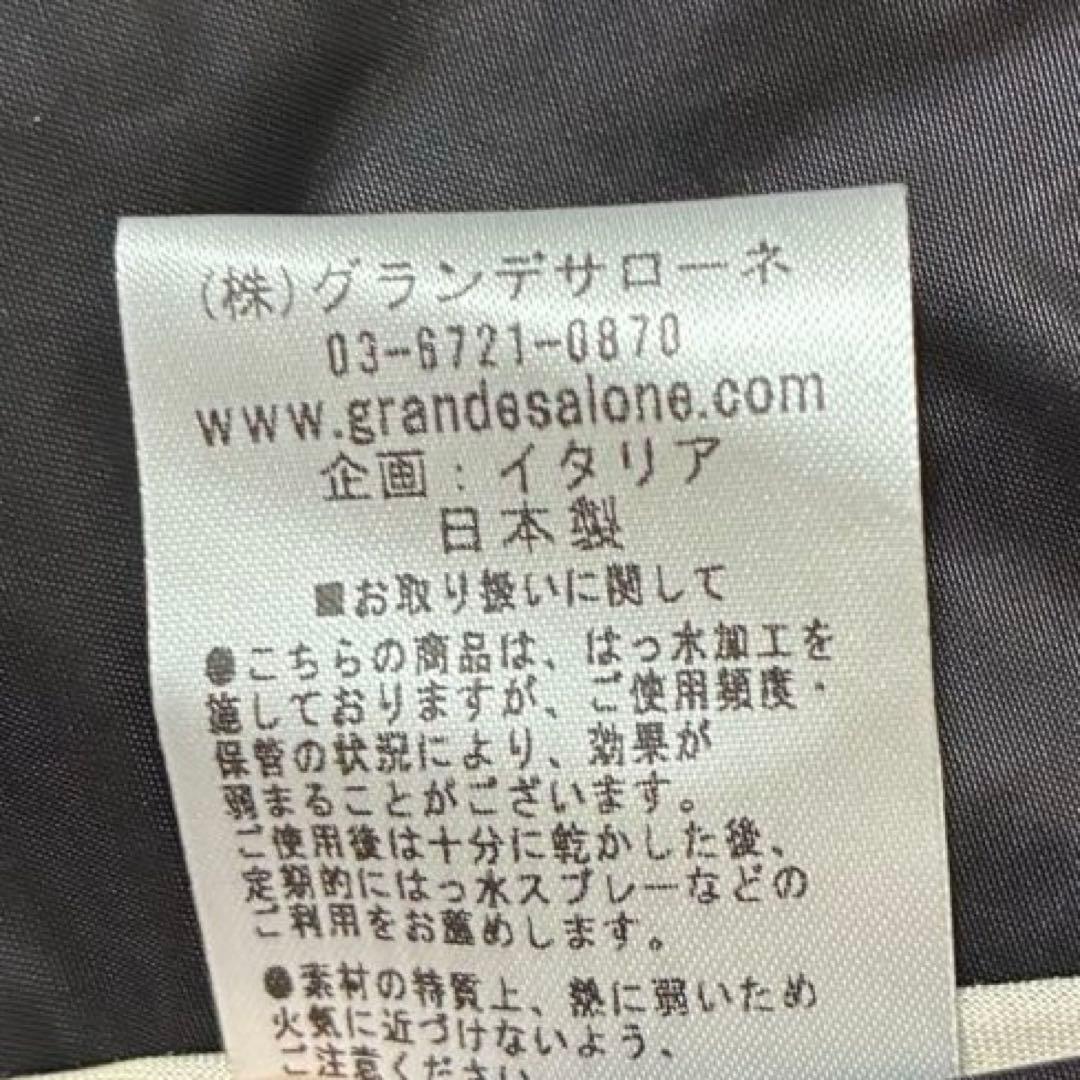 (株)グランデサローネ
03-6721-0870
www.grandesalone.com
企画：イタリア
日本製
■お取り扱いに関して
●こちらの商品は、はっ水加工を
施しておりますが、ご使用頻度・
保管の状況により、効果が
弱まることがございます。
ご使用後は十分に乾かした後、
定期的にはっ水スプレーなどの
ご利用をお薦めします。
●素材の特質上、熱に弱いため
火気に近づけないよう、
ご注意ください